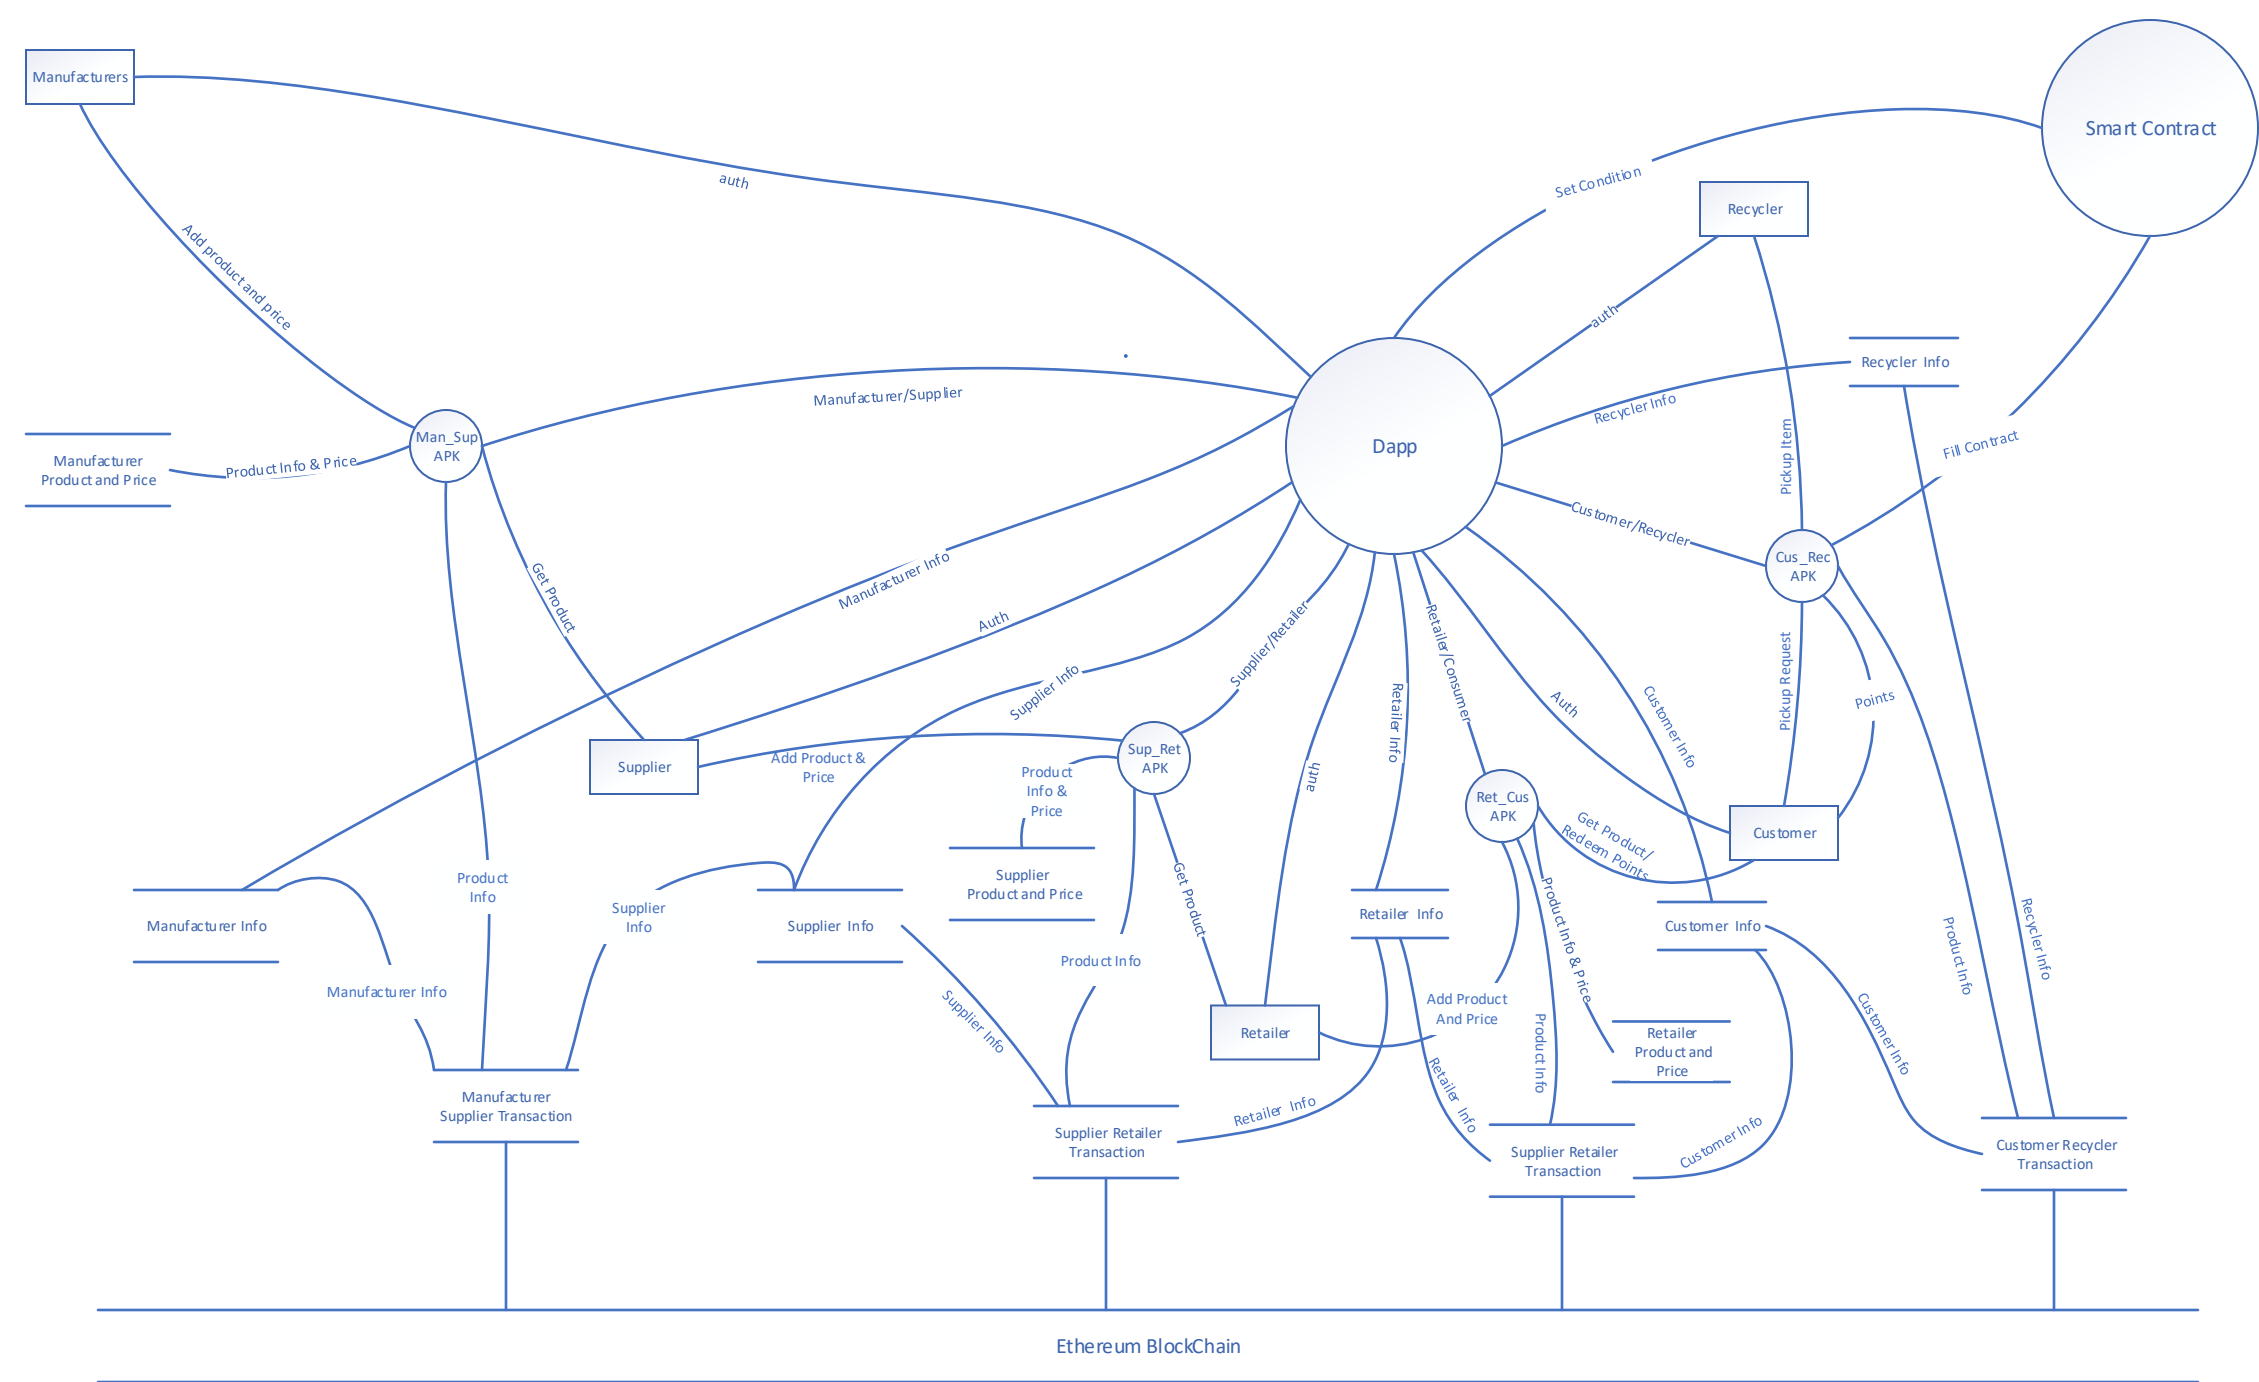 Manufacturers
Smart Contract
auth
Set Condition
Recycler
Add product and price
auth
Recycler Info
Manufacturer/Supplier
Recycler Info
Man_Sup
APK
Dapp
Pickup Item
Fill Contract
Manufacturer
Product and Price
Product Info & Price
Customer/Recycler
Cus_Rec
APK
Get Product
Manufacturer Info
Auth
Supplier/Retailer
Retailer/Consumer
Pickup Request
Supplier Info
Retailer Info
Auth
Customer Info
Points
Supplier
Add Product &
Price
Sup_Ret
APK
Product
Info &
Price
auth
Ret_Cus
APK
Get Product/
Redeem Points
Customer
Product
Info
Supplier
Product and Price
Get Product
Manufacturer Info
Supplier
Info
Supplier Info
Retailer Info
Product Info & Price
Customer Info
Product Info
Recycler Info
Product Info
Manufacturer Info
Supplier Info
Add Product
And Price
Retailer
Product Info
Retailer
Product and
Price
Customer Info
Manufacturer
Supplier Transaction
Retailer Info
Retailer Info
Supplier Retailer
Transaction
Supplier Retailer
Transaction
Customer Info
Customer Recycler
Transaction
Ethereum BlockChain